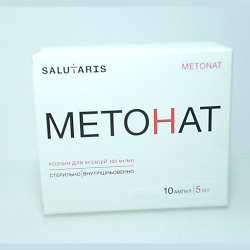 SALUTARIS
METONAT
МЕТОНАТ
РОЗЧИН ДЛЯ ІН'ЄКЦІЙ 100 мг/мл
СТЕРИЛЬНО | ВНУТРІШНЬОВЕННО
10 АМПУЛ | 5 МЛ